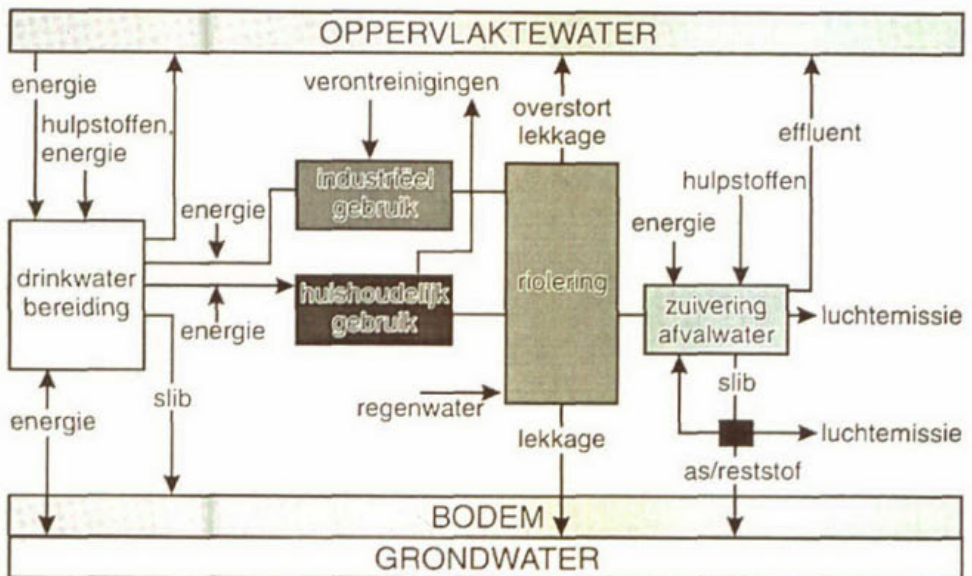 OPPERVLAKTEWATER
energie
hulpstoffen,
energie
verontreinigingen
overstort
lekkage
effluent
industriëel
gebruik
hulpstoffen
energie
energie
drinkwater
bereiding
huishoudelijk
gebruik
riolering
zuivering
afvalwater
luchtemissie
energie
slib
regenwater
slib
energie
lekkage
luchtemissie
as/reststof
BODEM
GRONDWATER